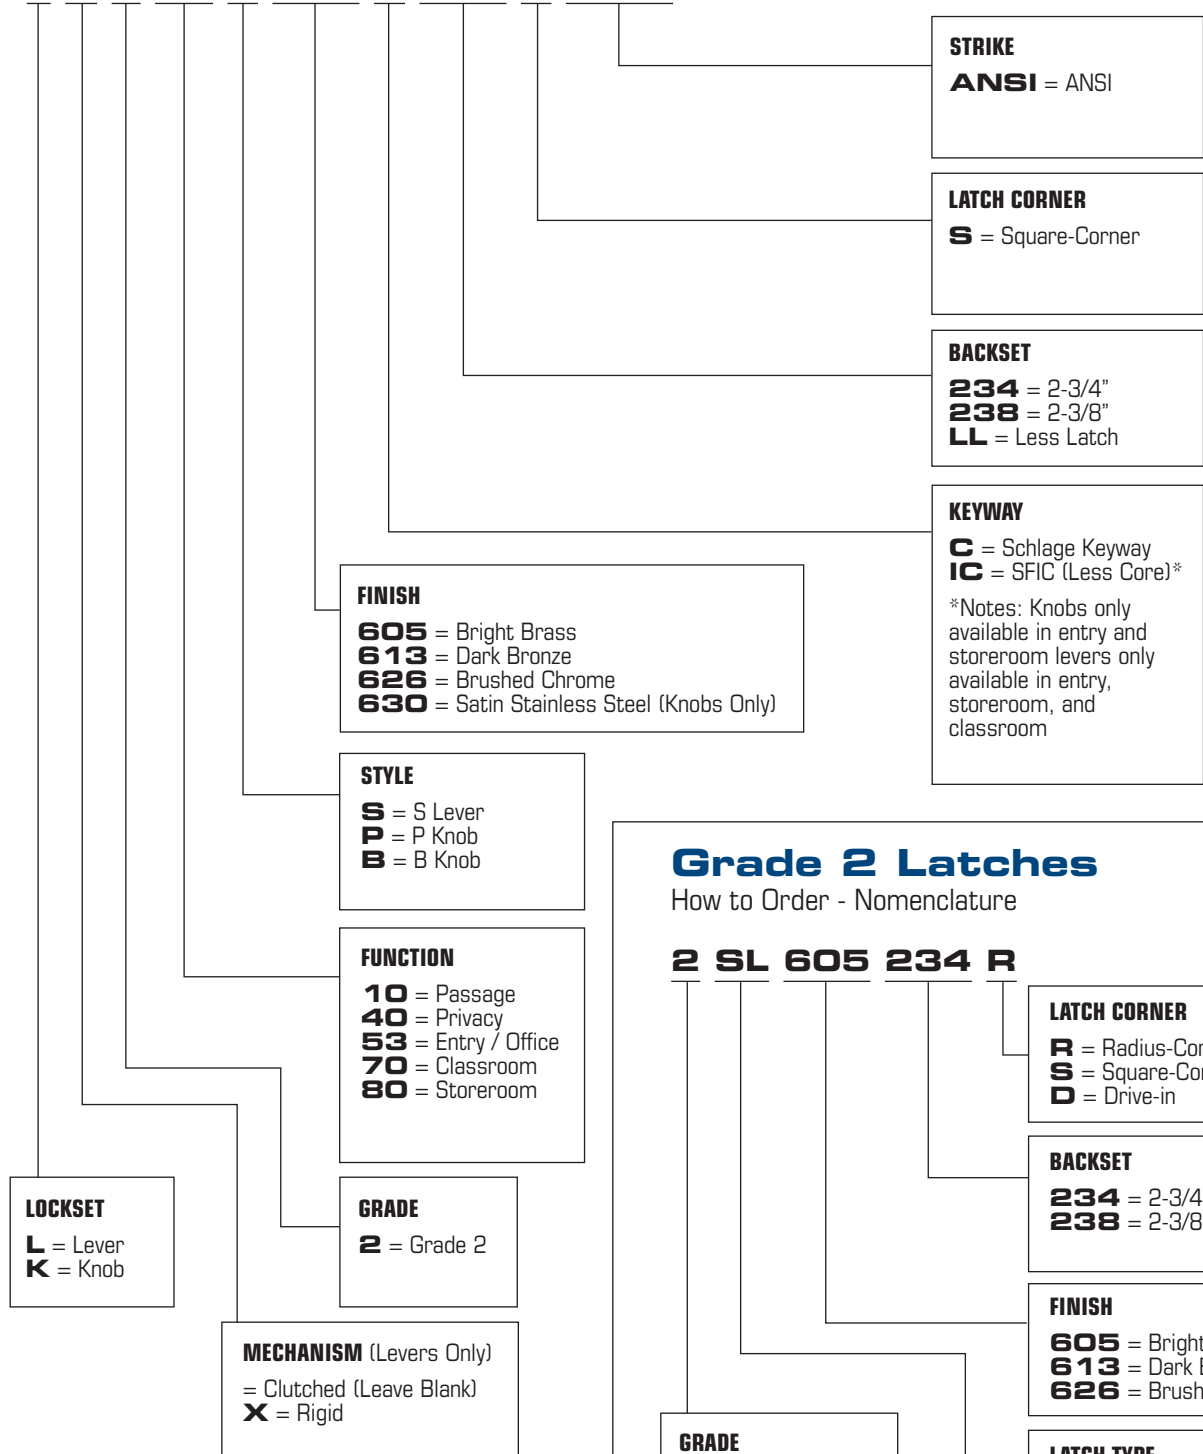 STRIKE
ANSI = ANSI
LATCH CORNER
S = Square-Corner
BACKSET
234 = 2-3/4”
238 = 2-3/8”
LL = Less Latch
KEYWAY
C = Schlage Keyway
IC = SFIC (Less Core)*
*Notes: Knobs only
available in entry and
storeroom levers only
available in entry,
storeroom, and
classroom
FINISH
605 = Bright Brass
613 = Dark Bronze
626 = Brushed Chrome
630 = Satin Stainless Steel (Knobs Only)
STYLE
S = S Lever
P = P Knob
B = B Knob
FUNCTION
10 = Passage
40 = Privacy
53 = Entry / Office
70 = Classroom
80 = Storeroom
LOCKSET
L = Lever
K = Knob
GRADE
2 = Grade 2
MECHANISM (Levers Only)
= Clutched (Leave Blank)
X = Rigid
Grade 2 Latches
How to Order - Nomenclature
2 SL 605 234 R
LATCH CORNER
R = Radius-Cor
S = Square-Cor
D = Drive-in
BACKSET
234 = 2-3/4
238 = 2-3/8
FINISH
605 = Bright
613 = Dark
626 = Brush
GRADE
LATCH TYPE